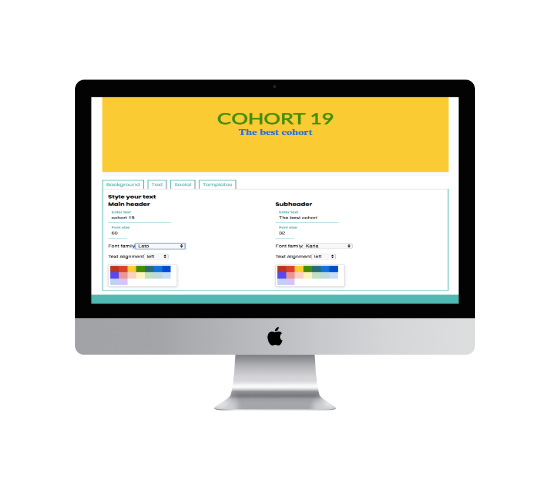 COHORT 19
The best cohort
Background Text Social Templates
Style your text
Main header Subheader
Enter text Enter text
cohort 19 The best cohort
Font size Font size
60 32
Font family Lato Font family Karla
Text alignment left Text alignment left